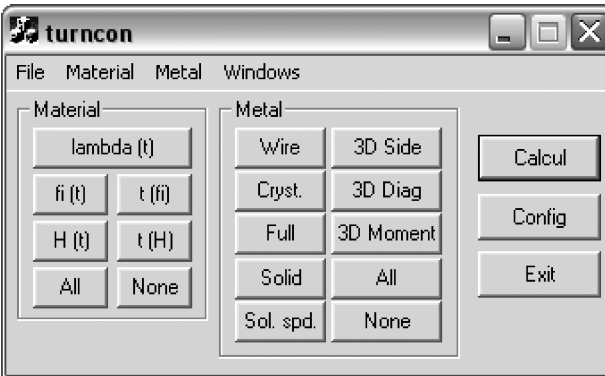 turncon
File Material Metal Windows
Material
lambda (t)
fi (t) t (fi)
H (t) t (H)
All None
Metal
Wire 3D Side
Cryst. 3D Diag
Full 3D Moment
Solid All
Sol. spd. None
Calcul
Config
Exit